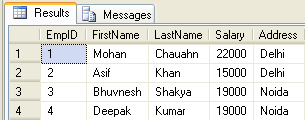 Results Messages
EmpID FirstName LastName Salary Address
1 1 Mohan Chauahn 22000 Delhi
2 2 Asif Khan 15000 Delhi
3 3 Bhuvnesh Shakya 19000 Noida
4 4 Deepak Kumar 19000 Noida